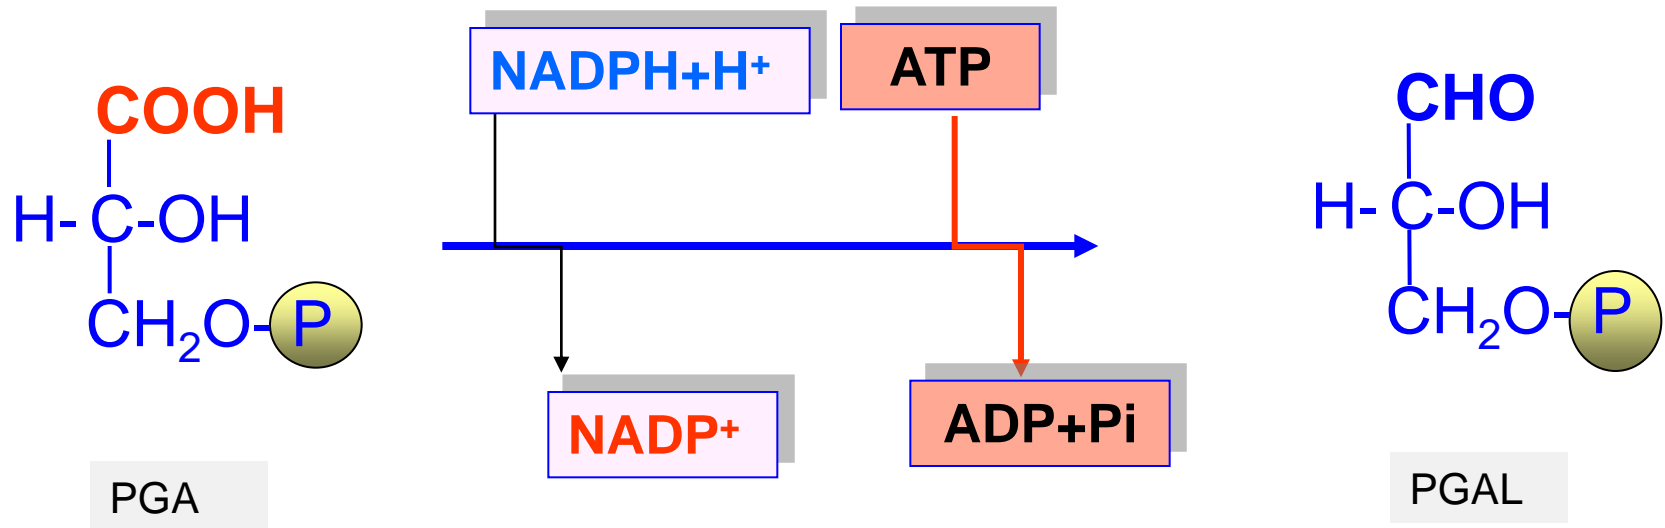 NADPH+H⁺
ATP
COOH
H-C-OH
CH₂O-P
CHO
H-C-OH
CH₂O-P
NADP⁺
ADP+Pi
PGA
PGAL